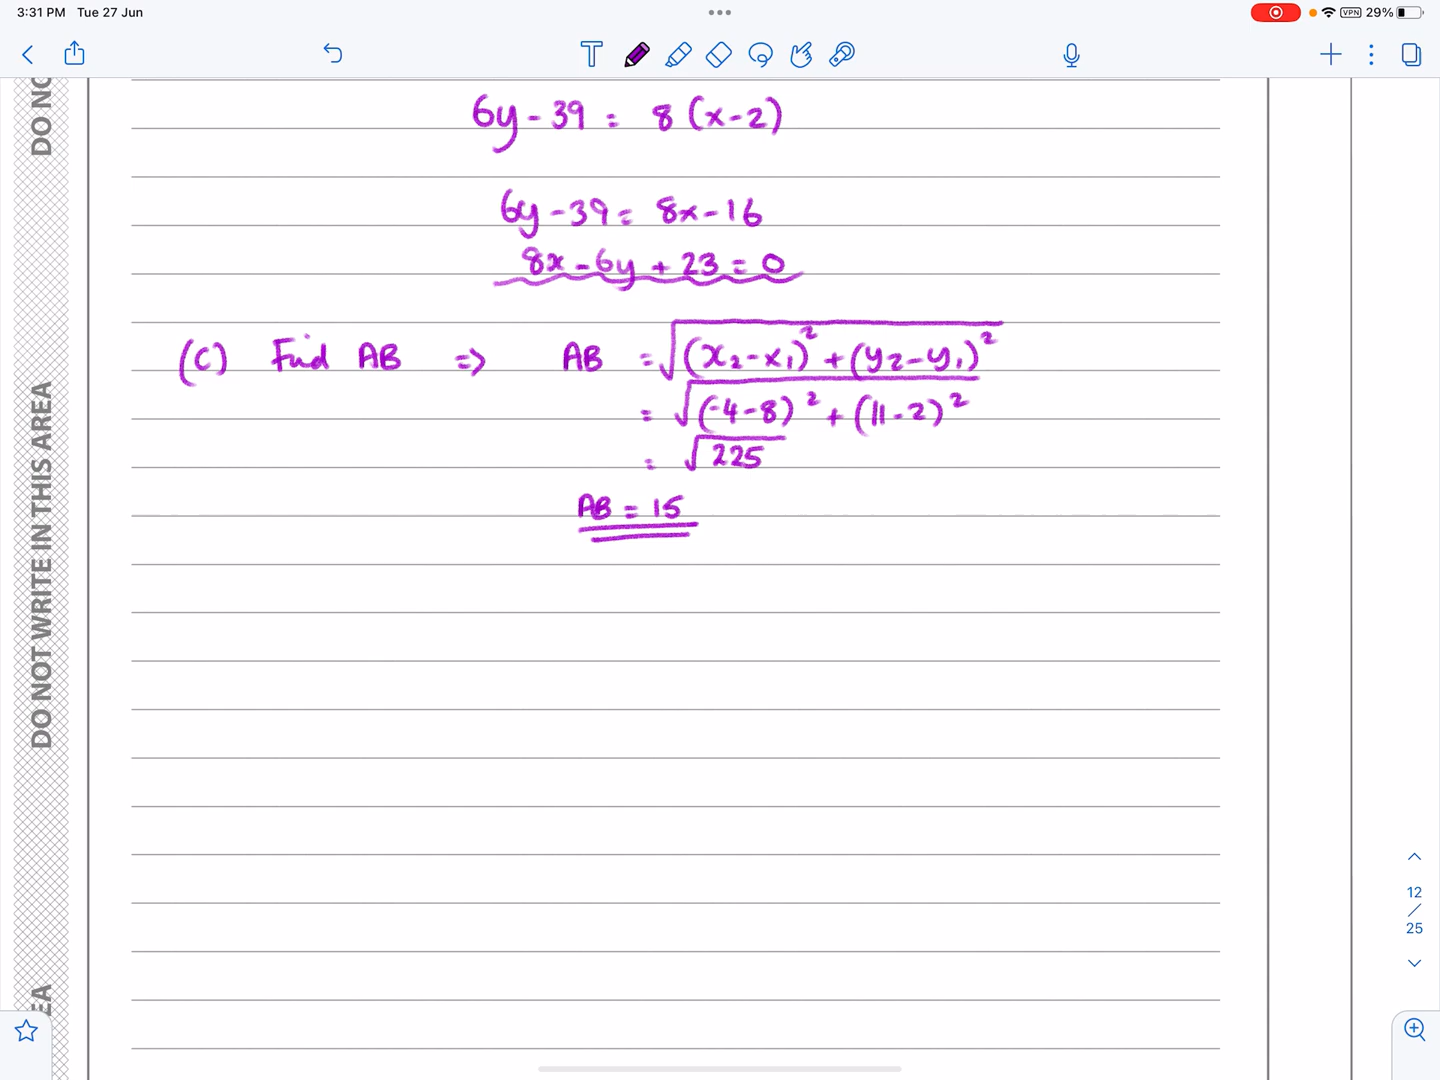 3:31 PM Tue 27 Jun
VPN 29%
T
DO NO
6y - 39 = 8 (x-2)
6y - 39 = 8x - 16
8x - 6y + 23 = 0
(c) Find AB => AB = √(x₂-x₁)² + (y₂-y₁)²
= √(-4-8)² + (11-2)²
= √225
AB = 15
DO NOT WRITE IN THIS AREA
12
/
25
EA